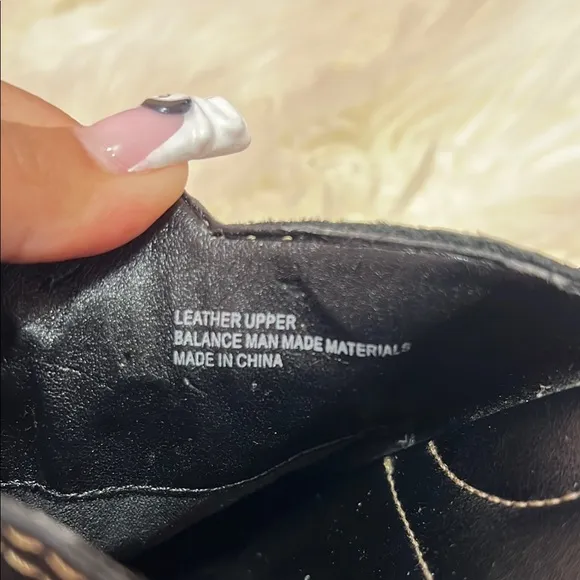 LEATHER UPPER
BALANCE MAN MADE MATERIALS
MADE IN CHINA